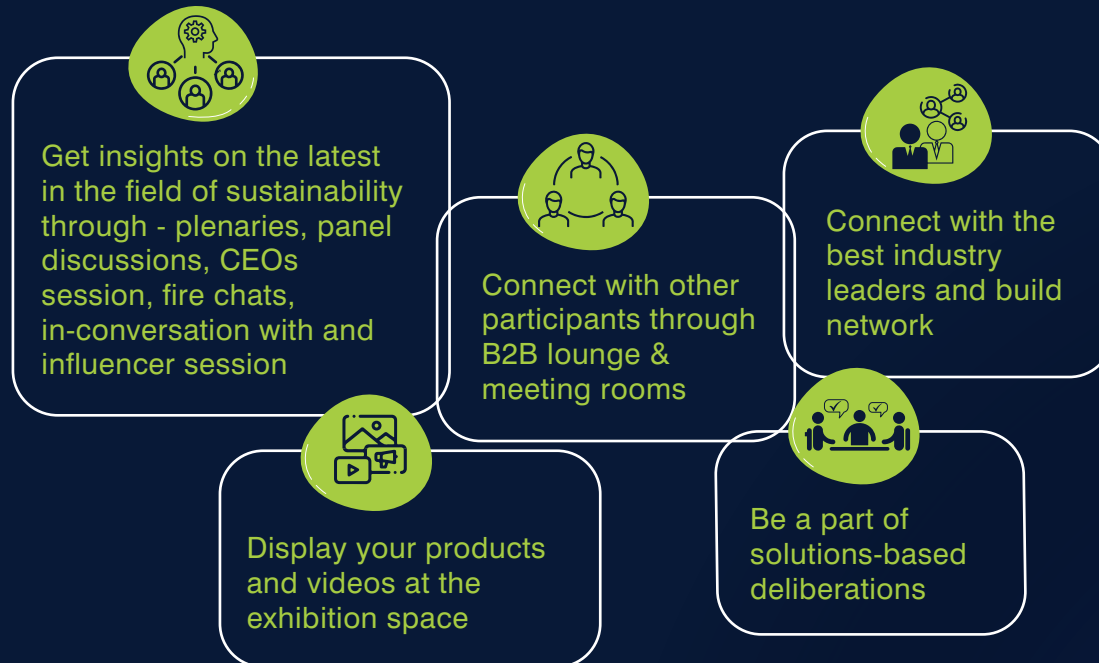 Get insights on the latest
in the field of sustainability
through - plenaries, panel
discussions, CEOs
session, fire chats,
in-conversation with and
influencer session
Connect with other
participants through
B2B lounge &
meeting rooms
Connect with the
best industry
leaders and build
network
Display your products
and videos at the
exhibition space
Be a part of
solutions-based
deliberations